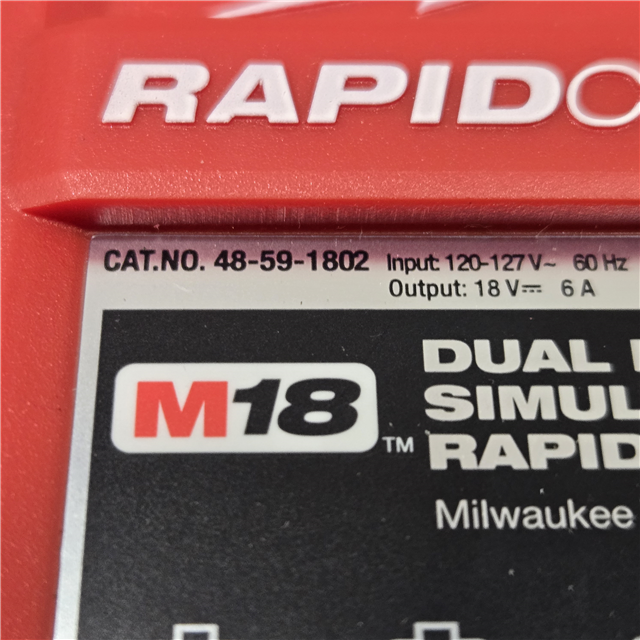 RAPID
CAT.NO. 48-59-1802 Input: 120-127 V~ 60 Hz
Output: 18 V⎓ 6 A
M18™
DUAL
SIMUL
RAPID
Milwaukee